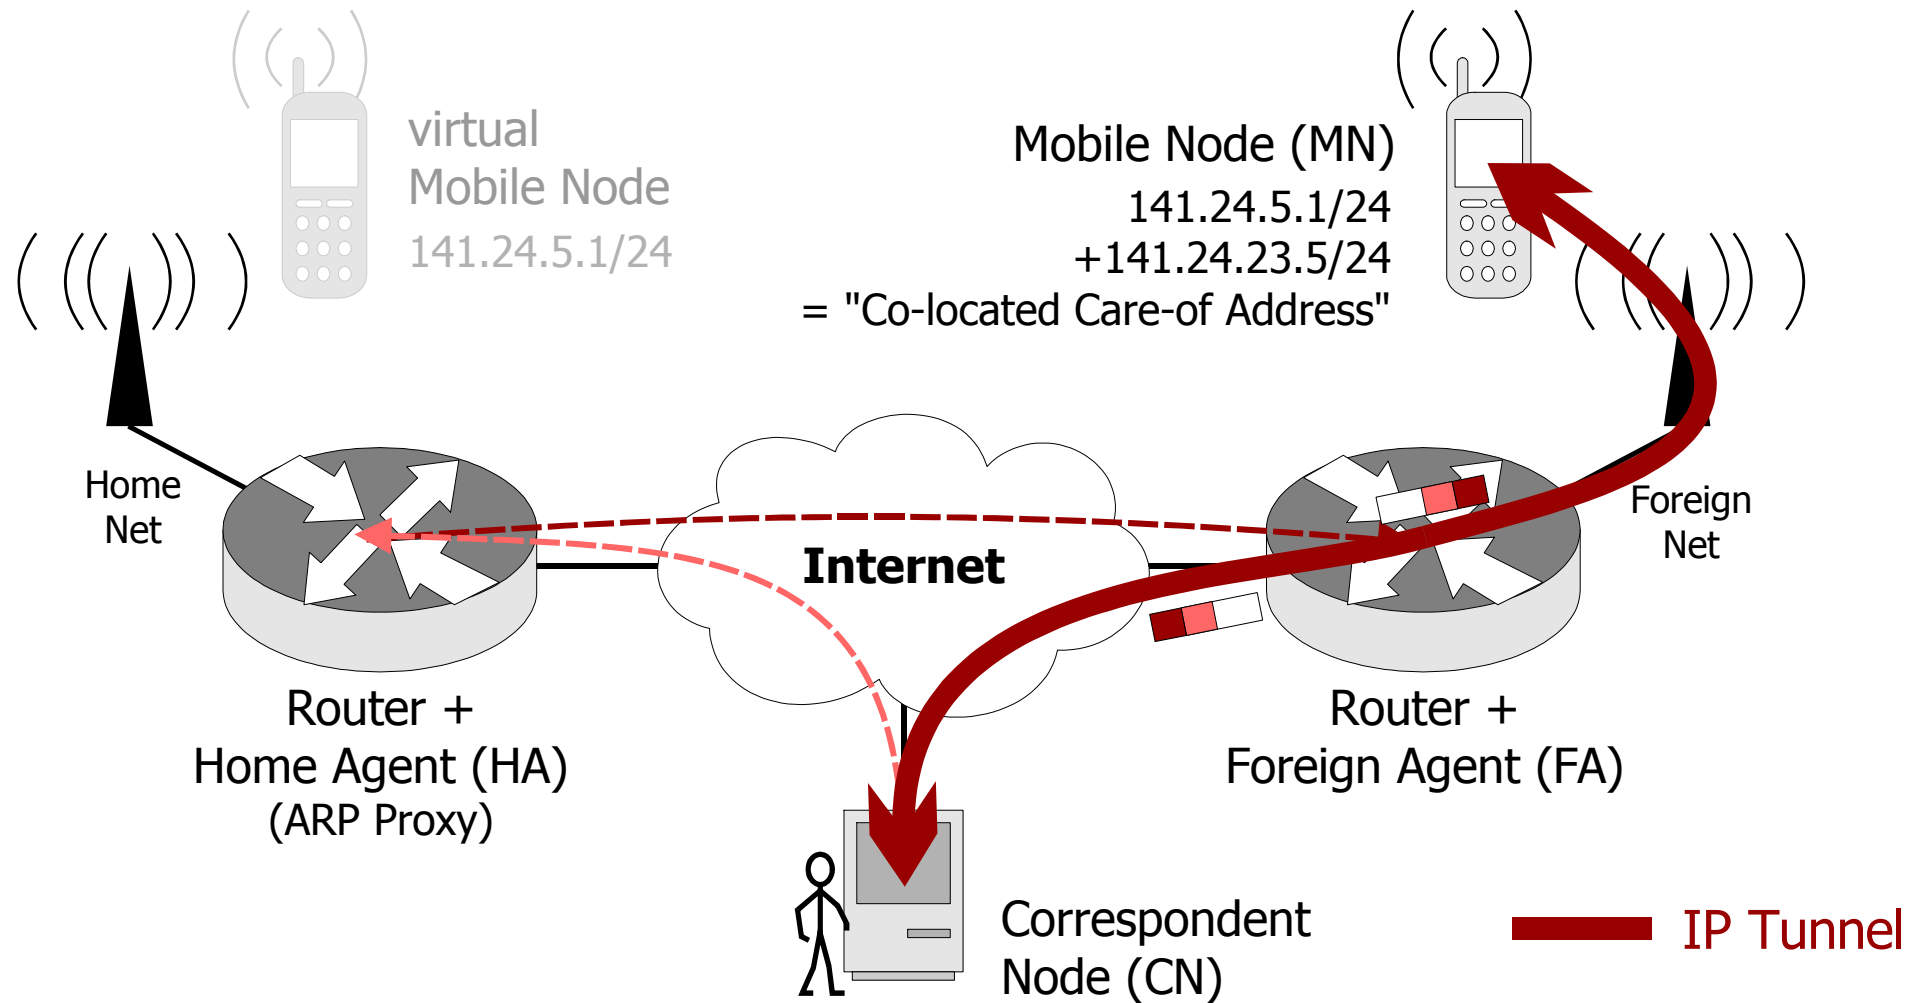 virtual
Mobile Node
141.24.5.1/24
Mobile Node (MN)
141.24.5.1/24
+141.24.23.5/24
= "Co-located Care-of Address"
Home
Net
Internet
Foreign
Net
Router +
Home Agent (HA)
(ARP Proxy)
Router +
Foreign Agent (FA)
Correspondent
Node (CN)
IP Tunnel